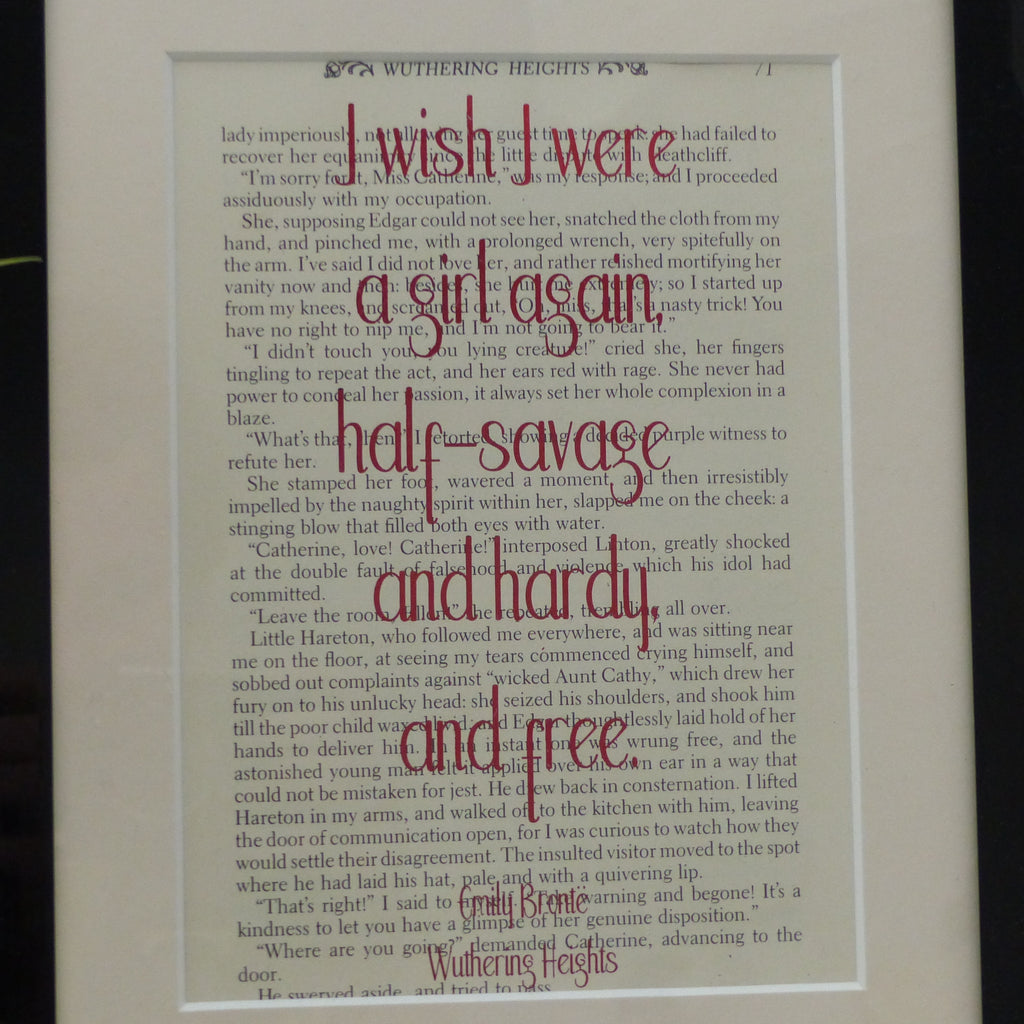 WUTHERING HEIGHTS 71
lady imperiously, not allowing her guest time to speak: she had failed to
recover her equanimity since the little dispute with Heathcliff.
“I’m sorry for it, Miss Catherine,” was my response; and I proceeded
assiduously with my occupation.
She, supposing Edgar could not see her, snatched the cloth from my
hand, and pinched me, with a prolonged wrench, very spitefully on
the arm. I’ve said I did not love her, and rather relished mortifying her
vanity now and then: besides, she hurt me extremely; so I started up
from my knees, and screamed out, “Oh, miss, that’s a nasty trick! You
have no right to nip me, and I’m not going to bear it.”
“I didn’t touch you, you lying creature!” cried she, her fingers
tingling to repeat the act, and her ears red with rage. She never had
power to conceal her passion, it always set her whole complexion in a
blaze.
“What’s that, then?” I retorted, showing a decided purple witness to
refute her.
She stamped her foot, wavered a moment, and then irresistibly
impelled by the naughty spirit within her, slapped me on the cheek: a
stinging blow that filled both eyes with water.
“Catherine, love! Catherine!” interposed Linton, greatly shocked
at the double fault of falsehood and violence which his idol had
committed.
“Leave the room, Ellen!” she repeated, trembling all over.
Little Hareton, who followed me everywhere, and was sitting near
me on the floor, at seeing my tears commenced crying himself, and
sobbed out complaints against “wicked Aunt Cathy,” which drew her
fury on to his unlucky head: she seized his shoulders, and shook him
till the poor child waxed livid; and Edgar thoughtlessly laid hold of her
hands to deliver him. In an instant one was wrung free, and the
astonished young man felt it applied over his own ear in a way that
could not be mistaken for jest. He drew back in consternation. I lifted
Hareton in my arms, and walked off to the kitchen with him, leaving
the door of communication open, for I was curious to watch how they
would settle their disagreement. The insulted visitor moved to the spot
where he had laid his hat, pale and with a quivering lip.
“That’s right!” I said to myself. “Take warning and begone! It’s a
kindness to let you have a glimpse of her genuine disposition.”
“Where are you going?” demanded Catherine, advancing to the
door.
He swerved aside, and tried to pass.
I wish I were
a girl again,
half-savage
and hardy,
and free.
Emily Brontë
Wuthering Heights